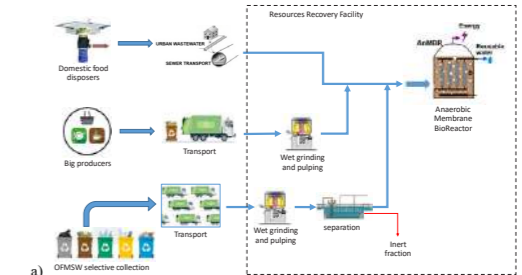 Resources Recovery Facility
Energy
AnMBR
Reusable
water
URBAN WASTEWATER
SEWER TRANSPORT
Domestic food
disposers
Anaerobic
Membrane
BioReactor
Big producers
Transport
Wet grinding
and pulping
Transport
Wet grinding
and pulping
separation
Inert
fraction
OFMSW selective collection
a)